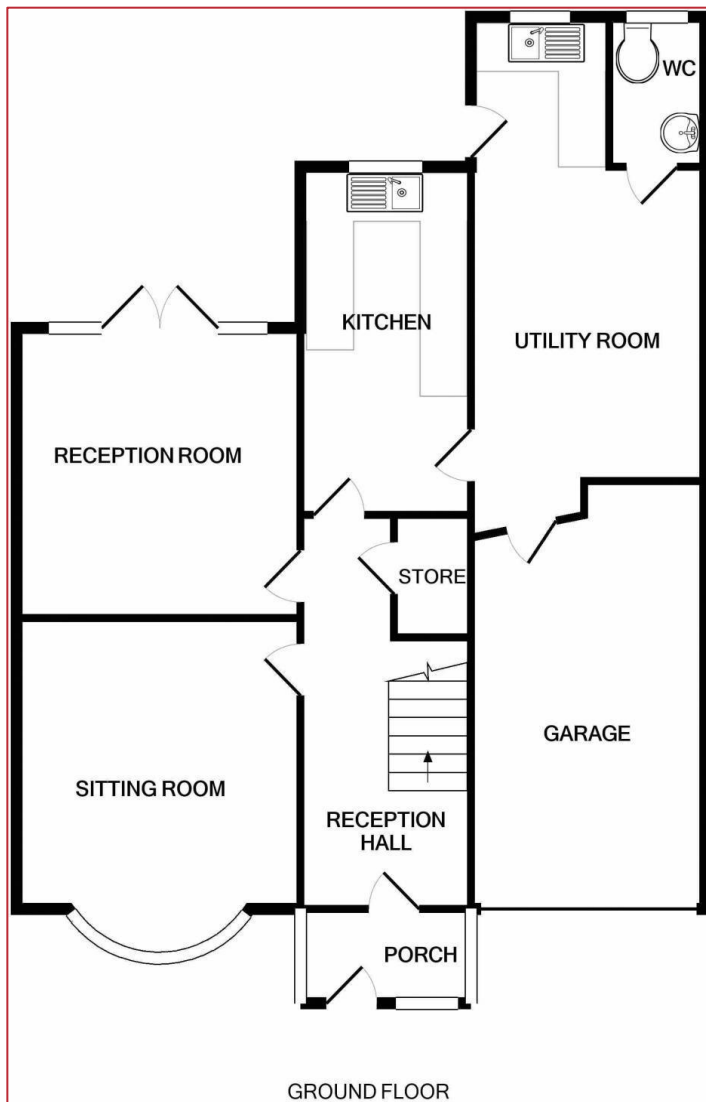 WC
KITCHEN
UTILITY ROOM
RECEPTION ROOM
STORE
GARAGE
SITTING ROOM
RECEPTION
HALL
PORCH
GROUND FLOOR